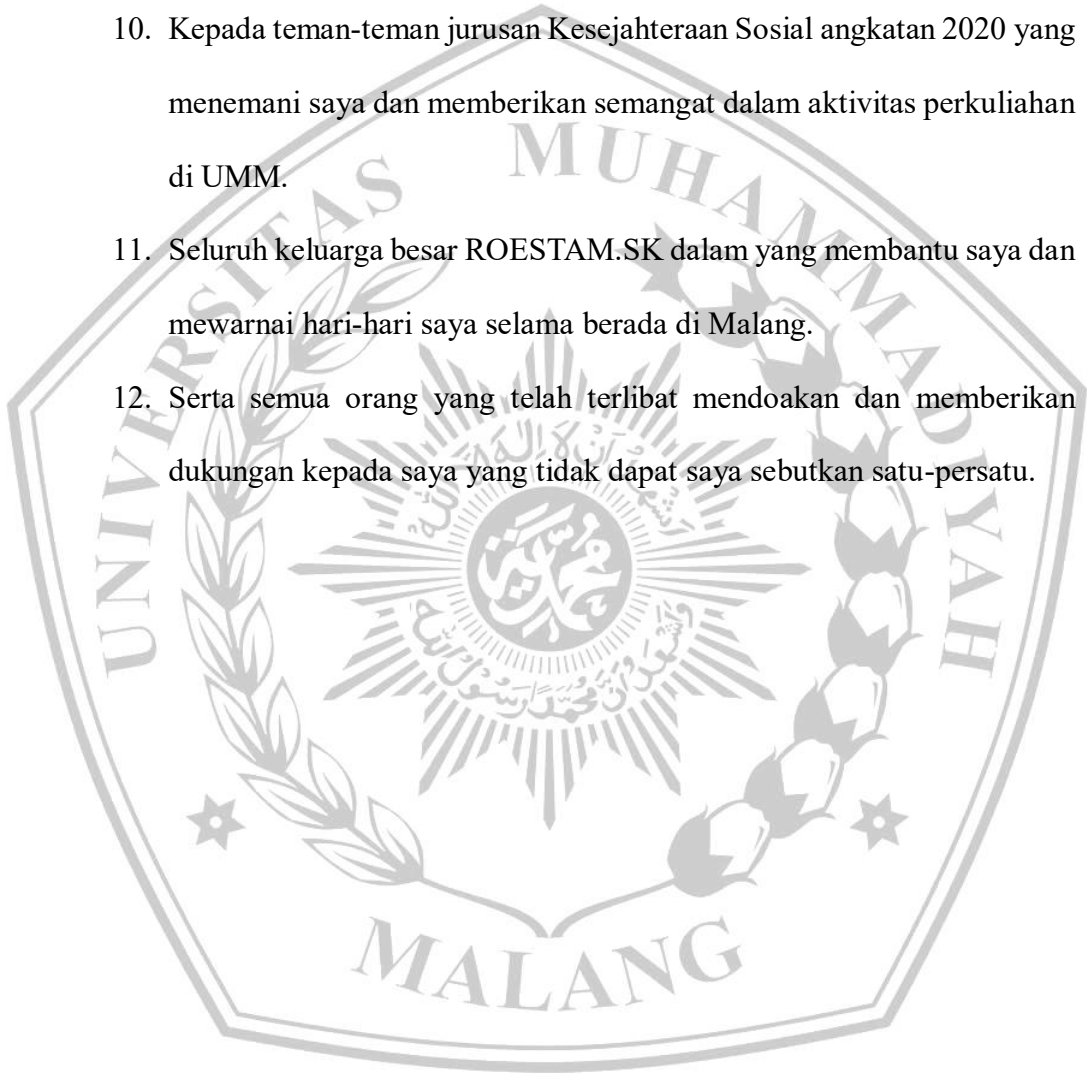 10. Kepada teman-teman jurusan Kesejahteraan Sosial angkatan 2020 yang
menemani saya dan memberikan semangat dalam aktivitas perkuliahan
di UMM.
11. Seluruh keluarga besar ROESTAM.SK dalam yang membantu saya dan
mewarnai hari-hari saya selama berada di Malang.
12. Serta semua orang yang telah terlibat mendoakan dan memberikan
dukungan kepada saya yang tidak dapat saya sebutkan satu-persatu.
UNIVERSITAS MUHAMMADIYAH
MALANG